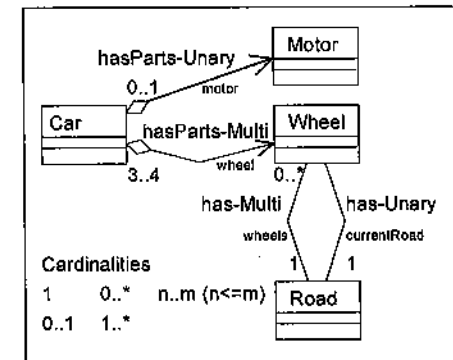 Motor
hasParts-Unary
0..1
motor
Car
hasParts-Multi
Wheel
wheel
3..4
0..*
has-Multi
has-Unary
wheels
currentRoad
Cardinalities
1
1
1 0..* n..m (n<=m)
Road
0..1 1..*